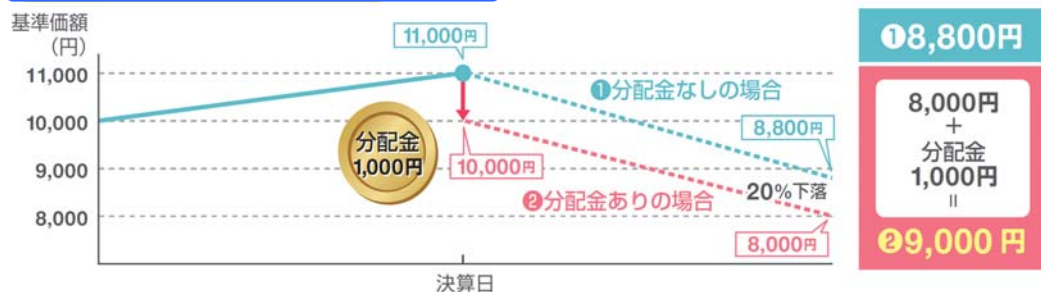 基準価額
(円)
11,000
10,000
9,000
8,000
11,000円
分配金
1,000円
10,000円
❶分配金なしの場合
8,800円
❷分配金ありの場合
20%下落
8,000円
決算日
❶8,800円
8,000円
+
分配金
1,000円
=
❷9,000円